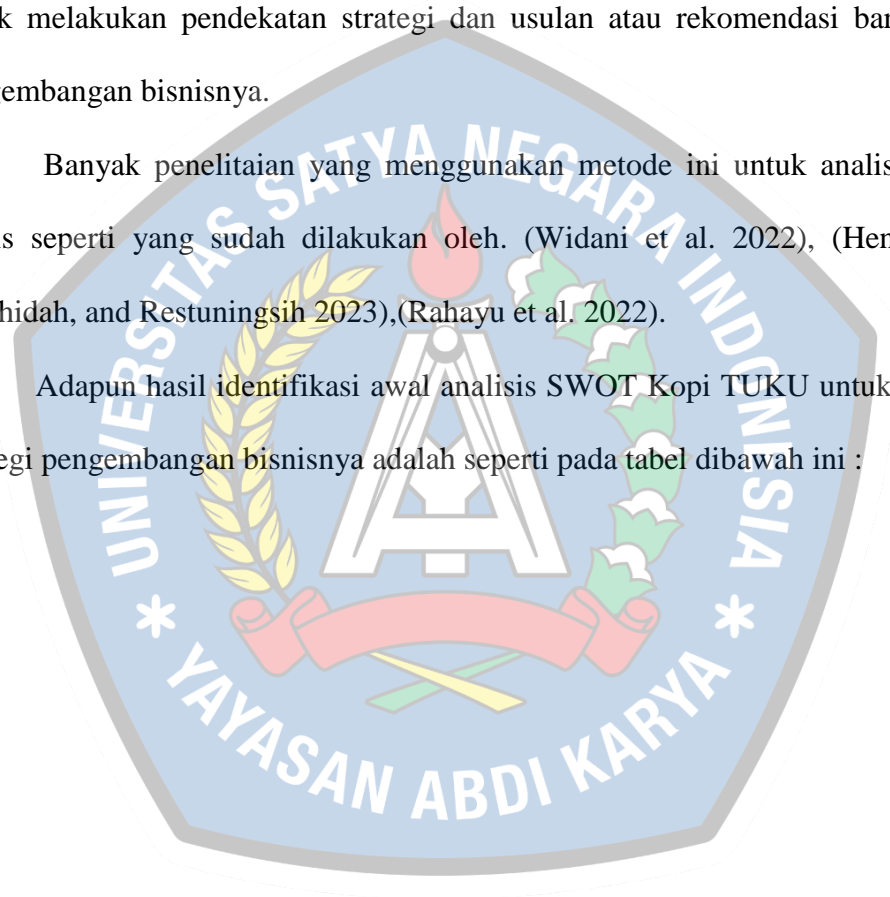 k melakukan pendekatan strategi dan usulan atau rekomendasi bar
gembangan bisnisnya.
Banyak penelitaian yang menggunakan metode ini untuk analis
s seperti yang sudah dilakukan oleh. (Widani et al. 2022), (Hen
hidah, and Restuningsih 2023),(Rahayu et al. 2022).
Adapun hasil identifikasi awal analisis SWOT Kopi TUKU untuk
egi pengembangan bisnisnya adalah seperti pada tabel dibawah ini :
UNIVERSITAS SATYA NEGARA INDONESIA
* YAYASAN ABDI KARYA *